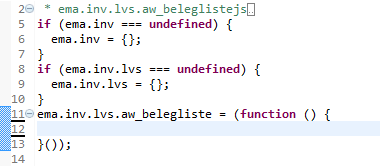 2 * ema.inv.lvs.aw_beleglistejs..
5 if (ema.inv === undefined) {
6 ema.inv = {};
7 }
8 if (ema.inv.lvs === undefined) {
9 ema.inv.lvs = {};
10 }
11 ema.inv.lvs.aw_belegliste = (function () {
12
13 }());
14